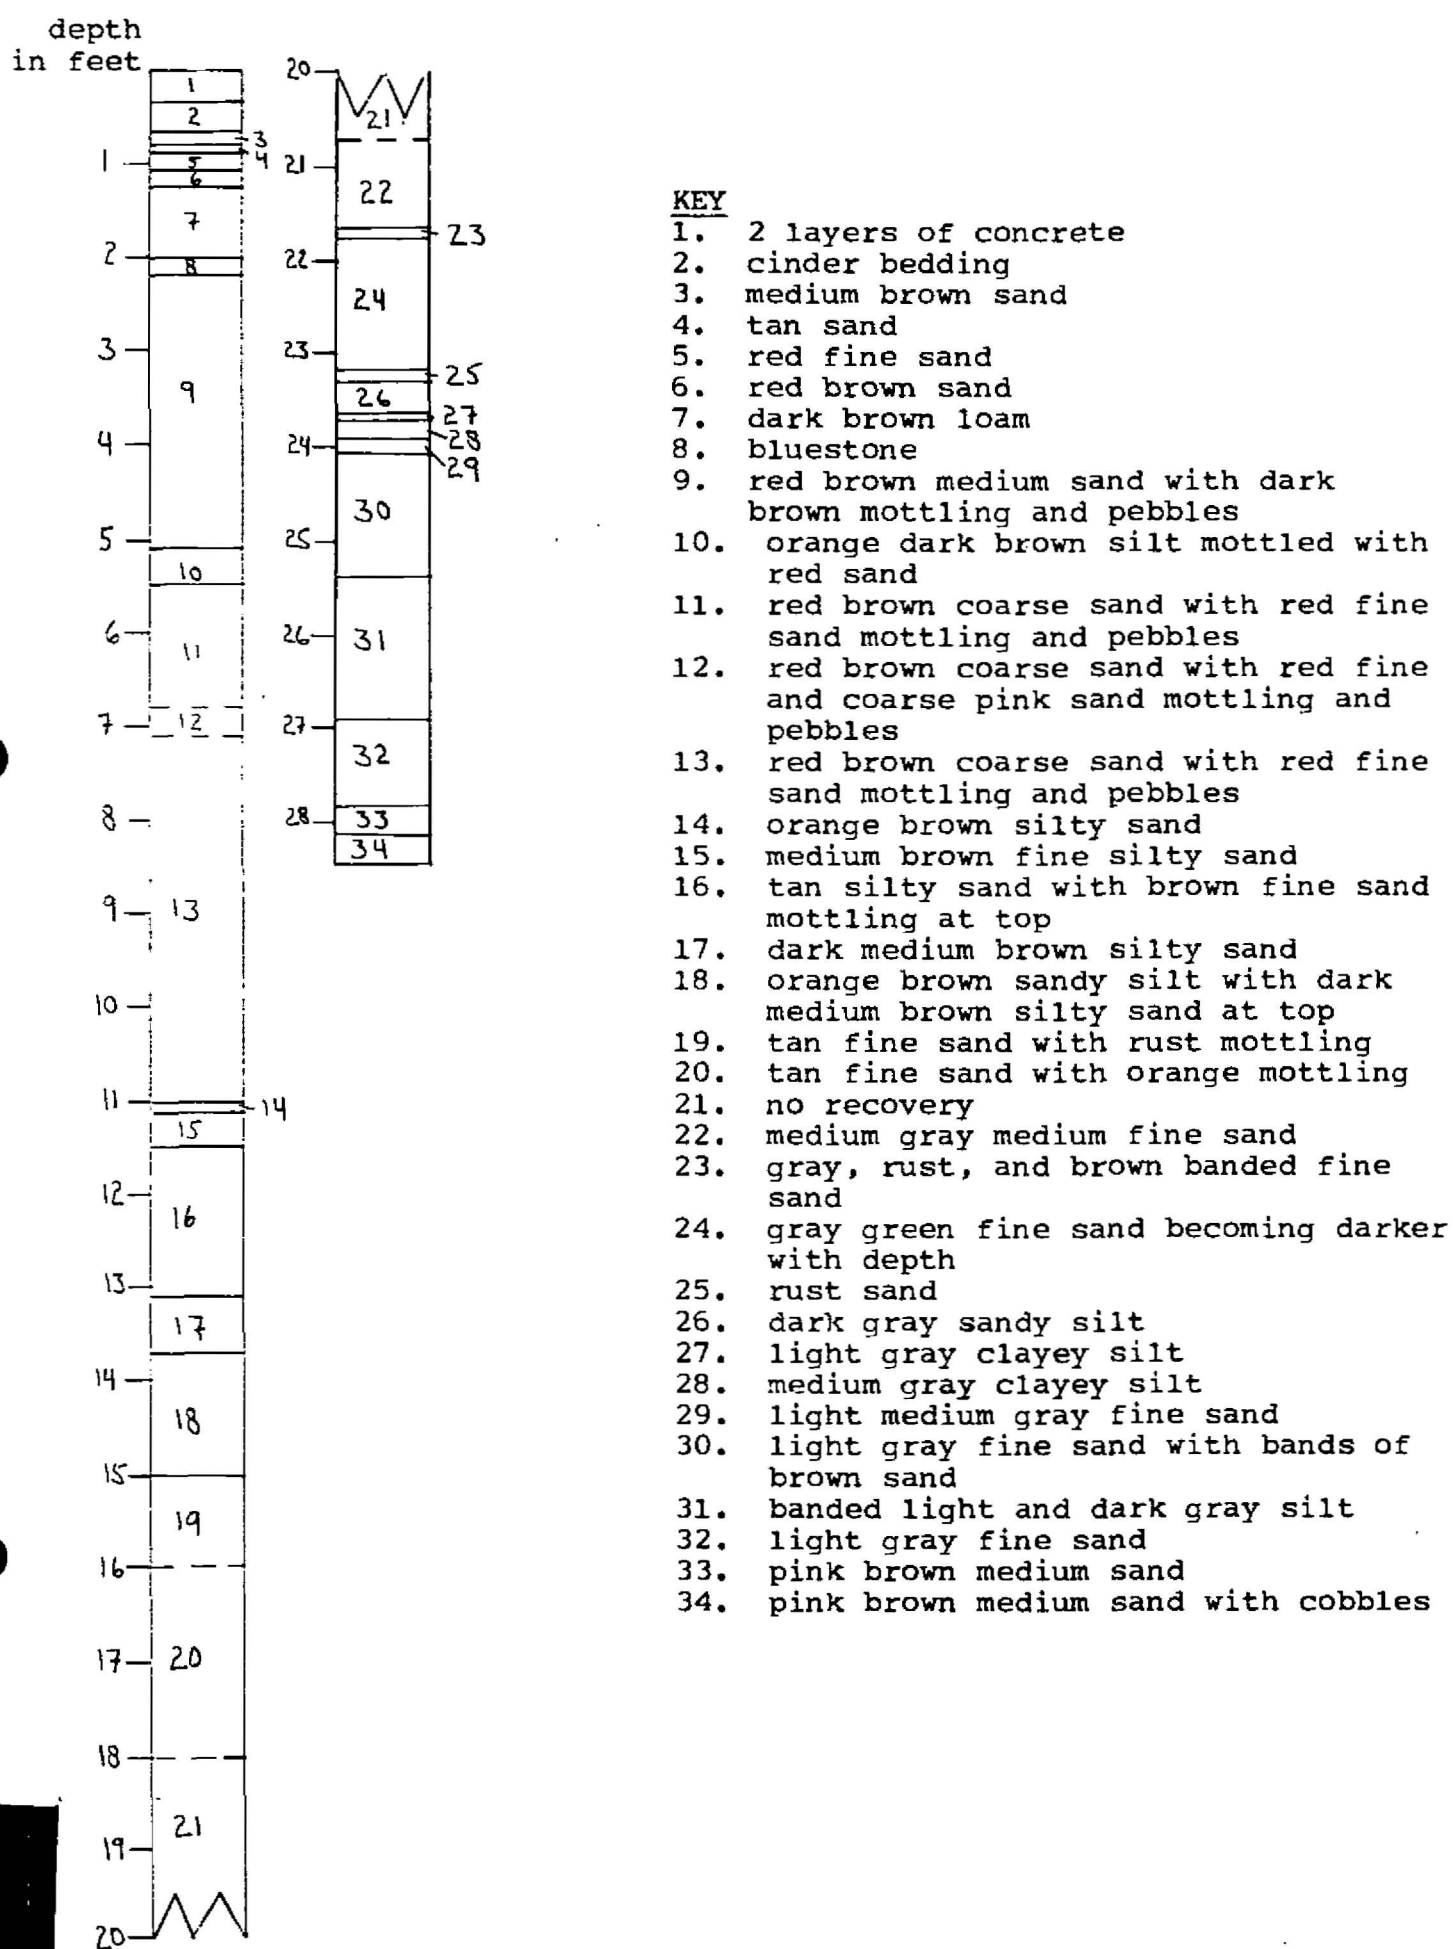 depth
in feet
1
2
3
4
1
5
6
7
2
8
3
9
4
5
10
6
11
7
12
8
9
13
10
11
14
15
12
16
13
17
14
18
15
19
16
17
20
18
21
19
20
20
21
21
22
23
22
24
23
25
26
27
28
24
29
30
25
26
31
27
32
28
33
34
KEY
1. 2 layers of concrete
2. cinder bedding
3. medium brown sand
4. tan sand
5. red fine sand
6. red brown sand
7. dark brown loam
8. bluestone
9. red brown medium sand with dark
brown mottling and pebbles
10. orange dark brown silt mottled with
red sand
11. red brown coarse sand with red fine
sand mottling and pebbles
12. red brown coarse sand with red fine
and coarse pink sand mottling and
pebbles
13. red brown coarse sand with red fine
sand mottling and pebbles
14. orange brown silty sand
15. medium brown fine silty sand
16. tan silty sand with brown fine sand
mottling at top
17. dark medium brown silty sand
18. orange brown sandy silt with dark
medium brown silty sand at top
19. tan fine sand with rust mottling
20. tan fine sand with orange mottling
21. no recovery
22. medium gray medium fine sand
23. gray, rust, and brown banded fine
sand
24. gray green fine sand becoming darker
with depth
25. rust sand
26. dark gray sandy silt
27. light gray clayey silt
28. medium gray clayey silt
29. light medium gray fine sand
30. light gray fine sand with bands of
brown sand
31. banded light and dark gray silt
32. light gray fine sand
33. pink brown medium sand
34. pink brown medium sand with cobbles